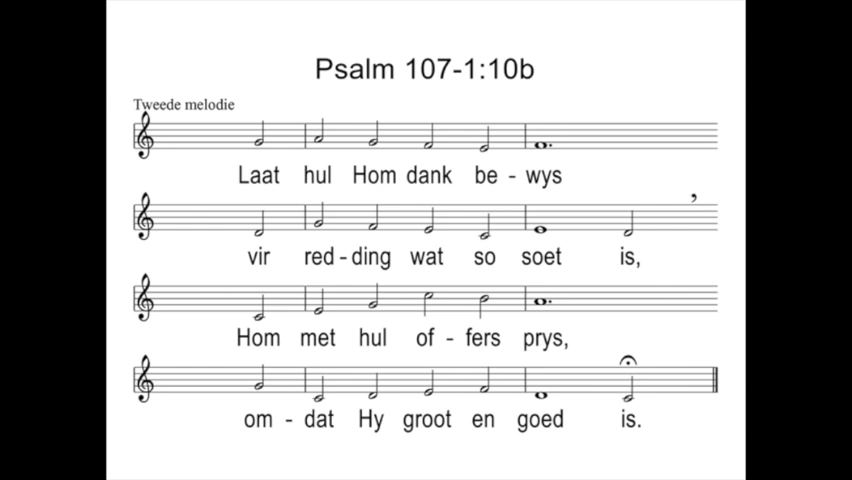 Psalm 107-1:10b
Tweede melodie
Laat hul Hom dank be - wys
vir red - ding wat so soet is,
Hom met hul of - fers prys,
om - dat Hy groot en goed is.